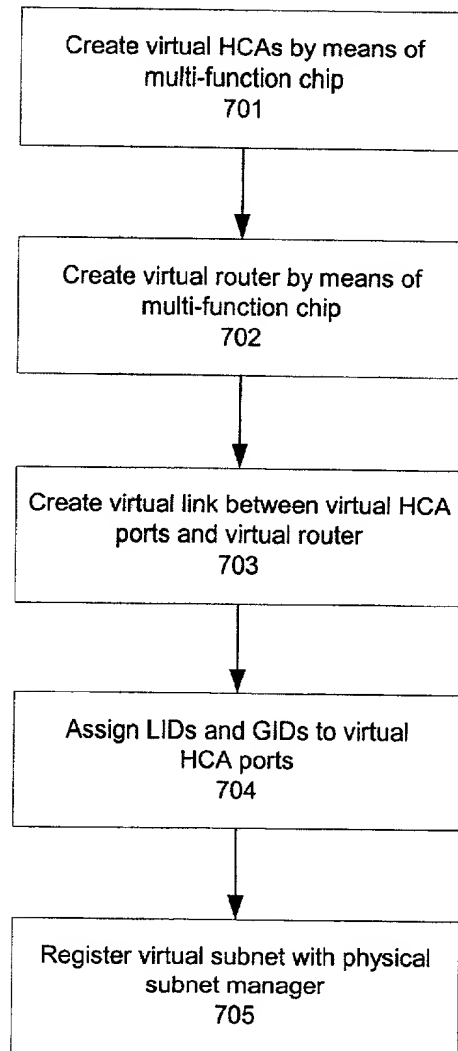 Create virtual HCAs by means of
multi-function chip
701
Create virtual router by means of
multi-function chip
702
Create virtual link between virtual HCA
ports and virtual router
703
Assign LIDs and GIDs to virtual
HCA ports
704
Register virtual subnet with physical
subnet manager
705